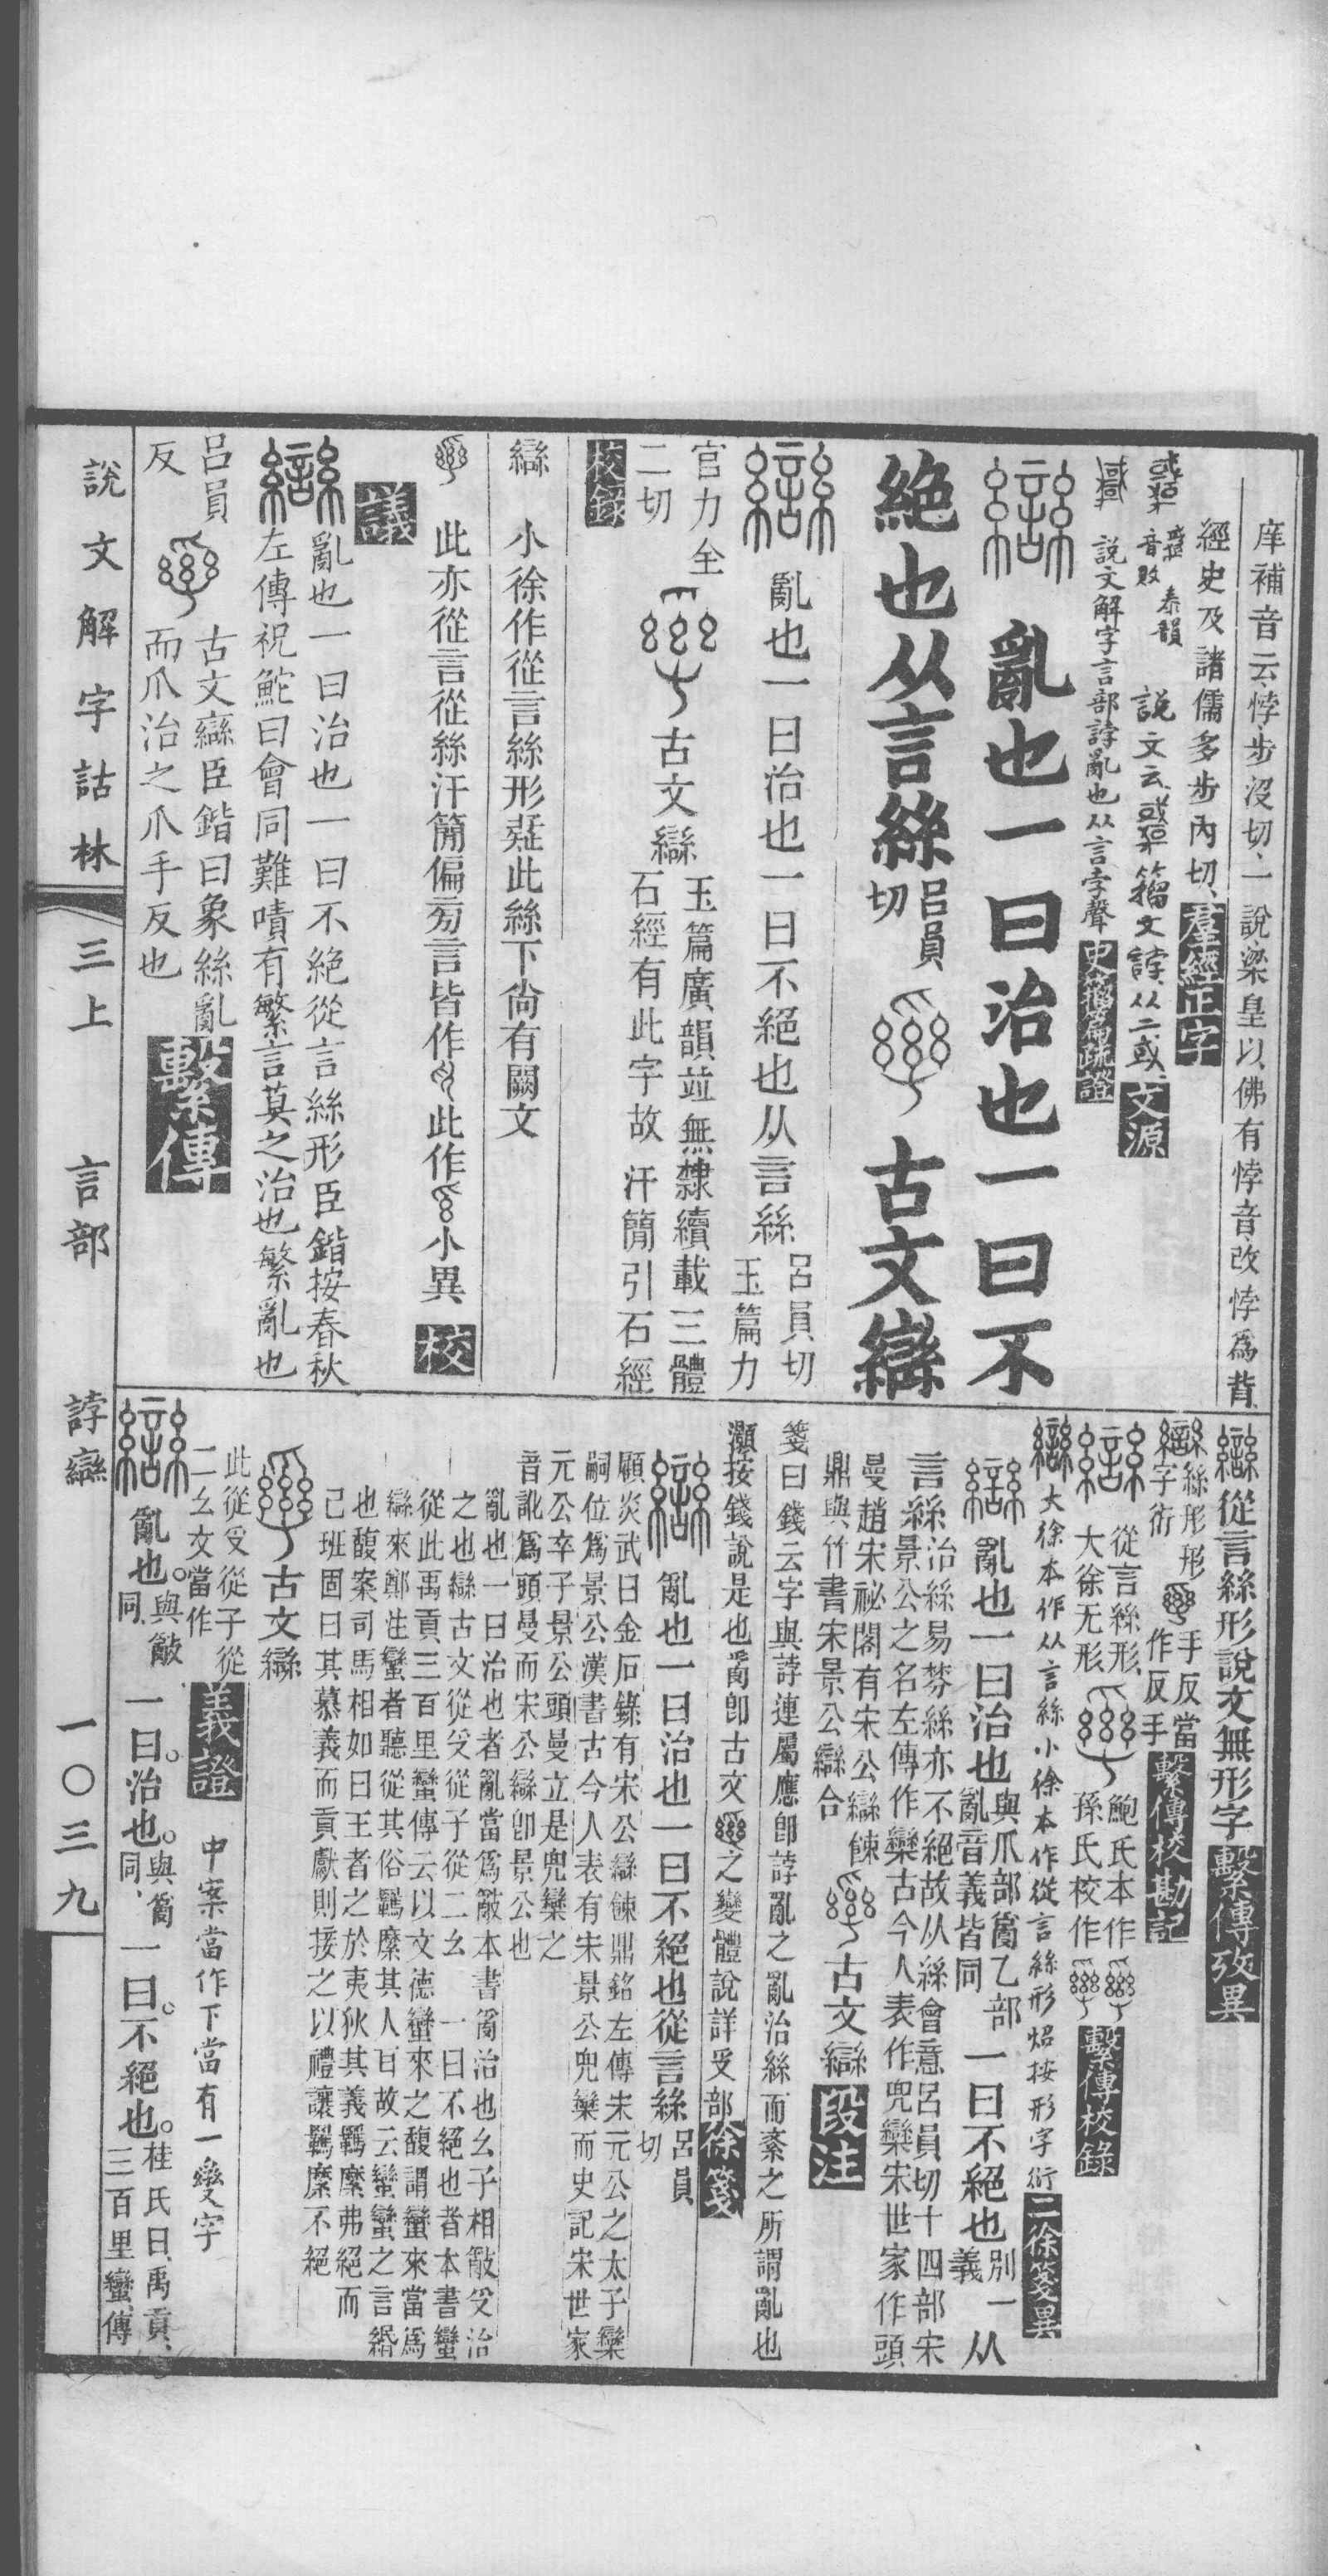 庠補音云悖步沒切一說梁皇以佛有悖音改悖爲背
經史及諸儒多步內切羣經正字
音敗 泰韻 說文云 籀文誖从二或 文源
說文解字言部誖亂也从言孛聲 史籀篇疏證
亂也一曰治也一曰不
絕也从言絲 呂員切 古文䜌
亂也一曰治也一曰不絕也从言絲 呂員切 玉篇力
官力全二切 古文䜌 玉篇廣韻並無隸續載三體石經有此字故汗簡引石經
校錄
䜌 小徐作從言絲形疑此絲下尚有闕文
此亦從言從絲汗簡偏旁言皆作 此作 小異 校
議
亂也一曰治也一曰不絕從言絲形臣鍇按春秋
左傳祝鮀曰會同難嘖有繁言莫之治也繁亂也
呂員反 古文䜌臣鍇曰象絲亂而爪治之爪手反也 繫傳
䜌從言絲形說文無形字 繫傳攷異
䜌絲形形字衍 手反當作反手 繫傳校勘記
從言絲形 大徐无形 鮑氏本作 孫氏校作 繫傳校錄
䜌大徐本作从言絲小徐本作從言絲形炤按形字衍 二徐箋異
亂也一曰治也 與爪部𤔔乙部亂音義皆同 一曰不絕也 別一義 从
言絲 治絲易棼絲亦不絕故从絲會意呂員切十四部宋景公之名左傳作欒古今人表作兜欒宋世家作頭
曼趙宋祕閣有宋公䜌餗鼎與竹書宋景公䜌合 古文䜌 段注
箋曰錢云字與誖連屬應卽誖亂之亂治絲而紊之所謂亂也
灝按錢說是也𤔔卽古文 之變體說詳𠬪部 徐箋
亂也一曰治也一曰不絕也從言絲 呂員切
顧炎武曰金石錄有宋公䜌餗鼎銘左傳宋元公之太子欒
嗣位爲景公漢書古今人表有宋景公兜欒而史記宋世家
元公卒子景公頭曼立是兜欒之
音訛爲頭曼而宋公䜌卽景公也
亂也一曰治也者亂當爲𢿢本書𤔔治也幺子相𢿢𠬪治
之也䜌古文從𠬪從子從二幺 一曰不絕也者本書蠻
從此禹貢三百里蠻傳云以文德蠻來之馥謂蠻來當爲
䜌來鄭注蠻者聽從其俗羈縻其人耳故云蠻蠻之言緡
也馥案司馬相如曰王者之於夷狄其義羈縻弗絕而
己班固曰其慕義而貢獻則接之以禮讓羈縻不絕
古文䜌
此從𠬪從子從二幺文當作 義證 中案當作下當有一䜌字
亂也。 與𢿢同、 一曰。治也。 與𤔔同、 一曰。不絕也。 桂氏曰、禹貢、三百里蠻、傳
說文解字詁林 三上 言部 誖䜌 一〇三九